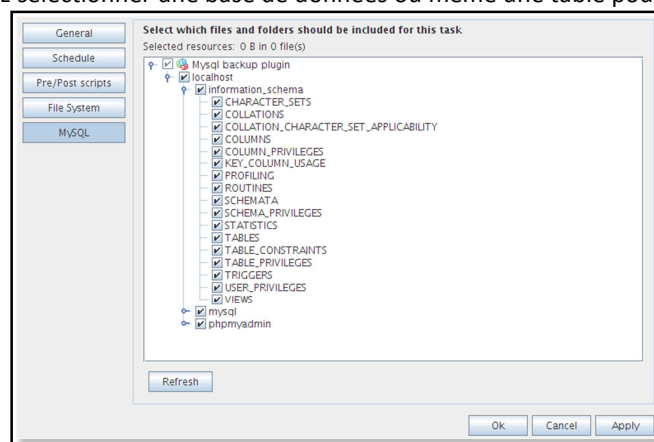 sélectionner une base de données ou même une table pou
General
Schedule
Pre/Post scripts
File System
MySQL
Select which files and folders should be included for this task
Selected resources: 0 B in 0 file(s)
Mysql backup plugin
localhost
information_schema
CHARACTER_SETS
COLLATIONS
COLLATION_CHARACTER_SET_APPLICABILITY
COLUMNS
COLUMN_PRIVILEGES
KEY_COLUMN_USAGE
PROFILING
ROUTINES
SCHEMATA
SCHEMA_PRIVILEGES
STATISTICS
TABLES
TABLE_CONSTRAINTS
TABLE_PRIVILEGES
TRIGGERS
USER_PRIVILEGES
VIEWS
mysql
phpmyadmin
Refresh
Ok Cancel Apply